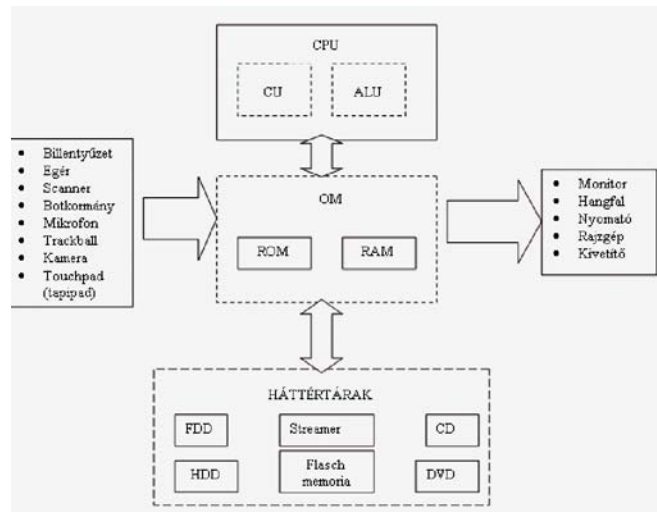 CPU
CU
ALU
Billentyűzet
Egér
Scanner
Botkormány
Mikrofon
Trackball
Kamera
Touchpad
(tapipad)
OM
ROM
RAM
Monitor
Hangfal
Nyomató
Rajzgép
Kivetítő
HÁTTÉRTÁRAK
FDD
Streamer
CD
HDD
Flasch
memoria
DVD